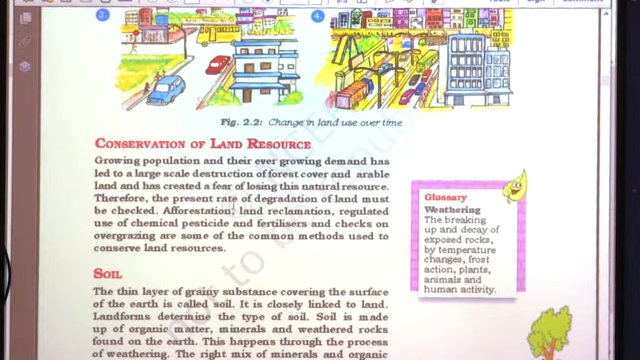 3.
4.
Fig. 2.2: Change in land use over time
CONSERVATION OF LAND RESOURCE
Growing population and their ever growing demand has
led to a large scale destruction of forest cover and arable
land and has created a fear of losing this natural resource.
Therefore, the present rate of degradation of land must
be checked. Afforestation, land reclamation, regulated
use of chemical pesticide and fertilisers and checks on
overgrazing are some of the common methods used to
conserve land resources.
Glossary
Weathering
The breaking
up and decay of
exposed rocks,
by temperature
changes, frost
action, plants,
animals and
human activity.
SOIL
The thin layer of grainy substance covering the surface
of the earth is called soil. It is closely linked to land.
Landforms determine the type of soil. Soil is made
up of organic matter, minerals and weathered rocks
found on the earth. This happens through the process
of weathering. The right mix of minerals and organic